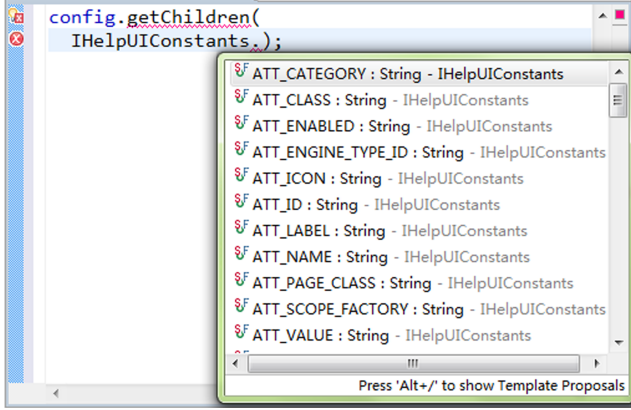 config.getChildren(
IHelpUIConstants.);
ATT_CATEGORY : String - IHelpUIConstants
ATT_CLASS : String - IHelpUIConstants
ATT_ENABLED : String - IHelpUIConstants
ATT_ENGINE_TYPE_ID : String - IHelpUIConstants
ATT_ICON : String - IHelpUIConstants
ATT_ID : String - IHelpUIConstants
ATT_LABEL : String - IHelpUIConstants
ATT_NAME : String - IHelpUIConstants
ATT_PAGE_CLASS : String - IHelpUIConstants
ATT_SCOPE_FACTORY : String - IHelpUIConstants
ATT_VALUE : String - IHelpUIConstants
Press 'Alt+/' to show Template Proposals